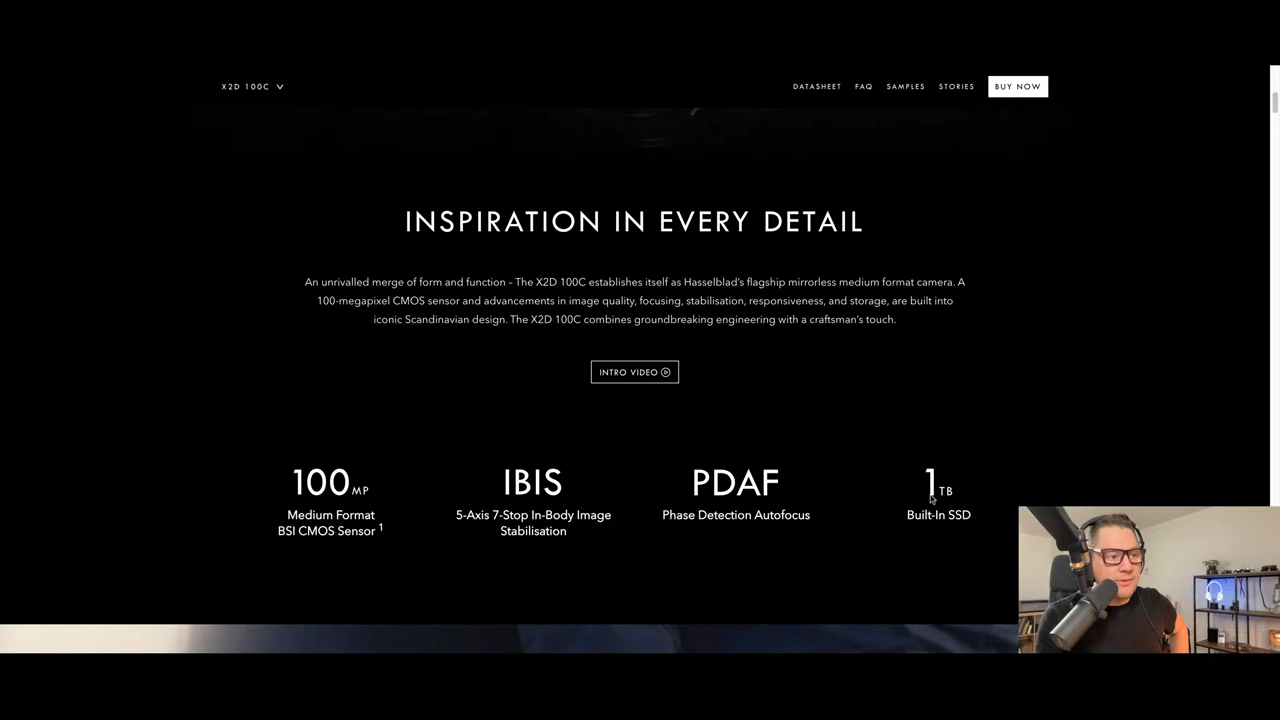 X2D 100C
DATASHEET FAQ SAMPLES STORIES BUY NOW
INSPIRATION IN EVERY DETAIL
An unrivalled merge of form and function – The X2D 100C establishes itself as Hasselblad's flagship mirrorless medium format camera. A
100-megapixel CMOS sensor and advancements in image quality, focusing, stabilisation, responsiveness, and storage, are built into
iconic Scandinavian design. The X2D 100C combines groundbreaking engineering with a craftsman's touch.
INTRO VIDEO
100 MP
Medium Format
BSI CMOS Sensor 1
IBIS
5-Axis 7-Stop In-Body Image
Stabilisation
PDAF
Phase Detection Autofocus
1 TB
Built-In SSD